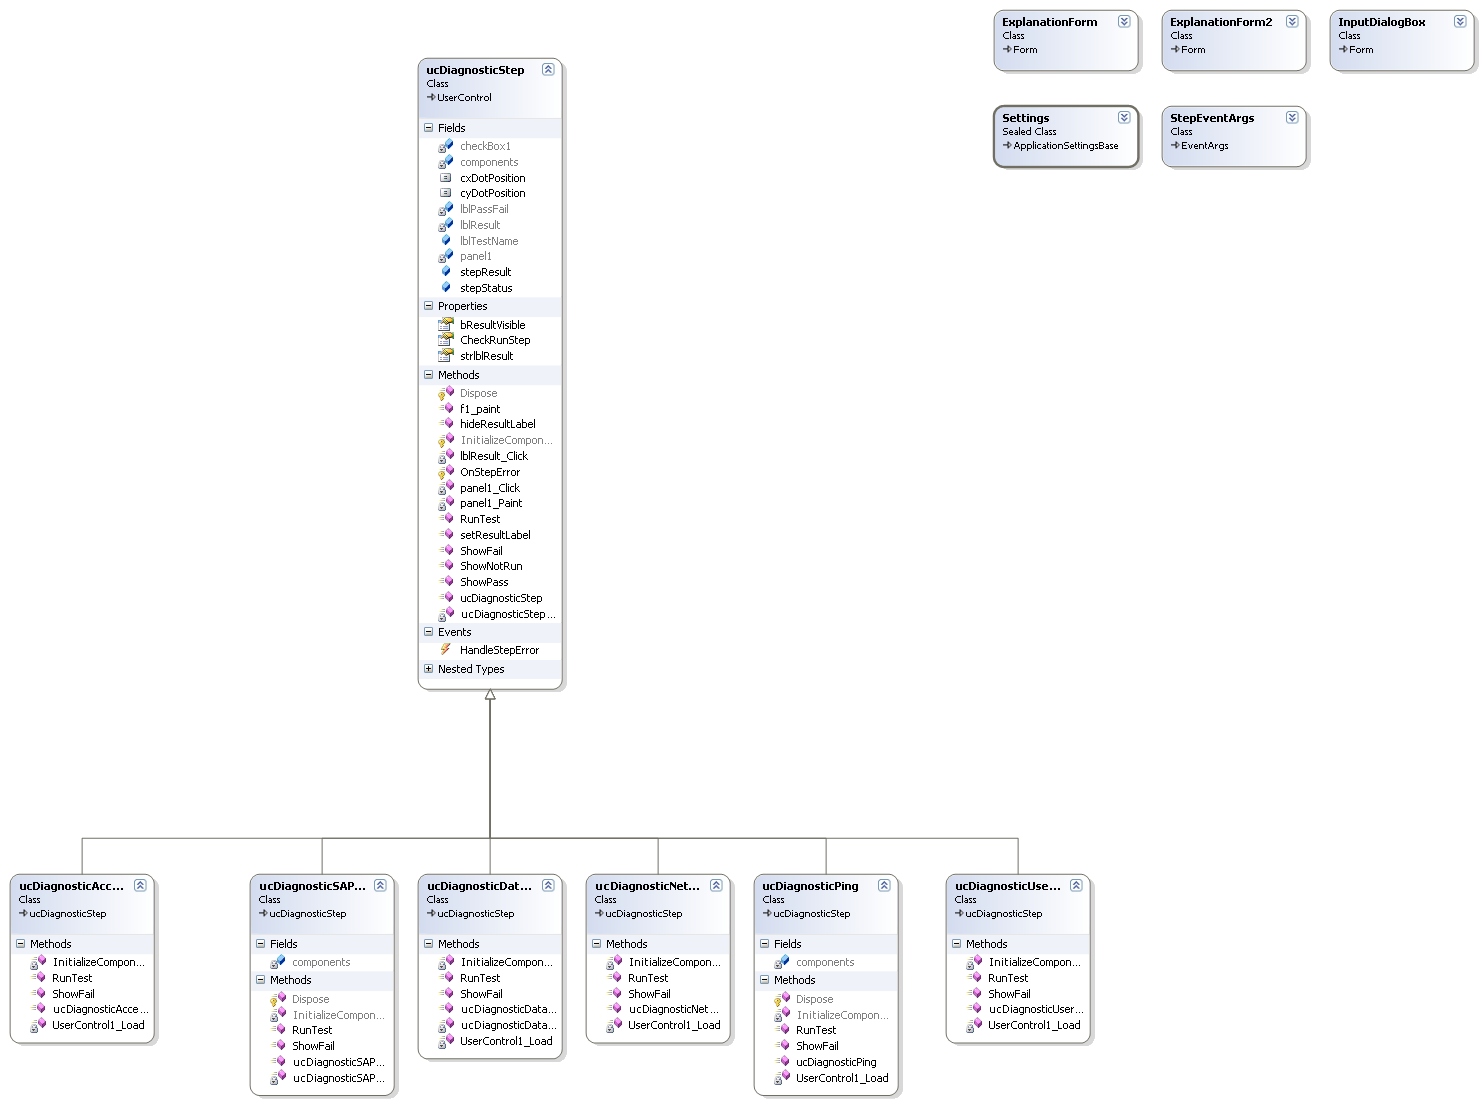 ExplanationForm
Class
Form
ExplanationForm2
Class
Form
InputDialogBox
Class
Form
Settings
Sealed Class
ApplicationSettingsBase
StepEventArgs
Class
EventArgs
ucDiagnosticStep
Class
UserControl
Fields
checkBox1
components
cxDotPosition
cyDotPosition
lblPassFail
lblResult
lblTestName
panel1
stepResult
stepStatus
Properties
bResultVisible
CheckRunStep
strlblResult
Methods
Dispose
f1_paint
hideResultLabel
InitializeCompon...
lblResult_Click
OnStepError
panel1_Click
panel1_Paint
RunTest
setResultLabel
ShowFail
ShowNotRun
ShowPass
ucDiagnosticStep
ucDiagnosticStep...
Events
HandleStepError
Nested Types
ucDiagnosticAcc...
Class
ucDiagnosticStep
Methods
InitializeCompon...
RunTest
ShowFail
ucDiagnosticAcce...
UserControl1_Load
ucDiagnosticSAP...
Class
ucDiagnosticStep
Fields
components
Methods
Dispose
InitializeCompon...
RunTest
ShowFail
ucDiagnosticSAP...
ucDiagnosticSAP...
ucDiagnosticDat...
Class
ucDiagnosticStep
Methods
InitializeCompon...
RunTest
ShowFail
ucDiagnosticData...
ucDiagnosticData...
UserControl1_Load
ucDiagnosticNet...
Class
ucDiagnosticStep
Methods
InitializeCompon...
RunTest
ShowFail
ucDiagnosticNet...
UserControl1_Load
ucDiagnosticPing
Class
ucDiagnosticStep
Fields
components
Methods
Dispose
InitializeCompon...
RunTest
ShowFail
ucDiagnosticPing
UserControl1_Load
ucDiagnosticUse...
Class
ucDiagnosticStep
Methods
InitializeCompon...
RunTest
ShowFail
ucDiagnosticUser...
UserControl1_Load